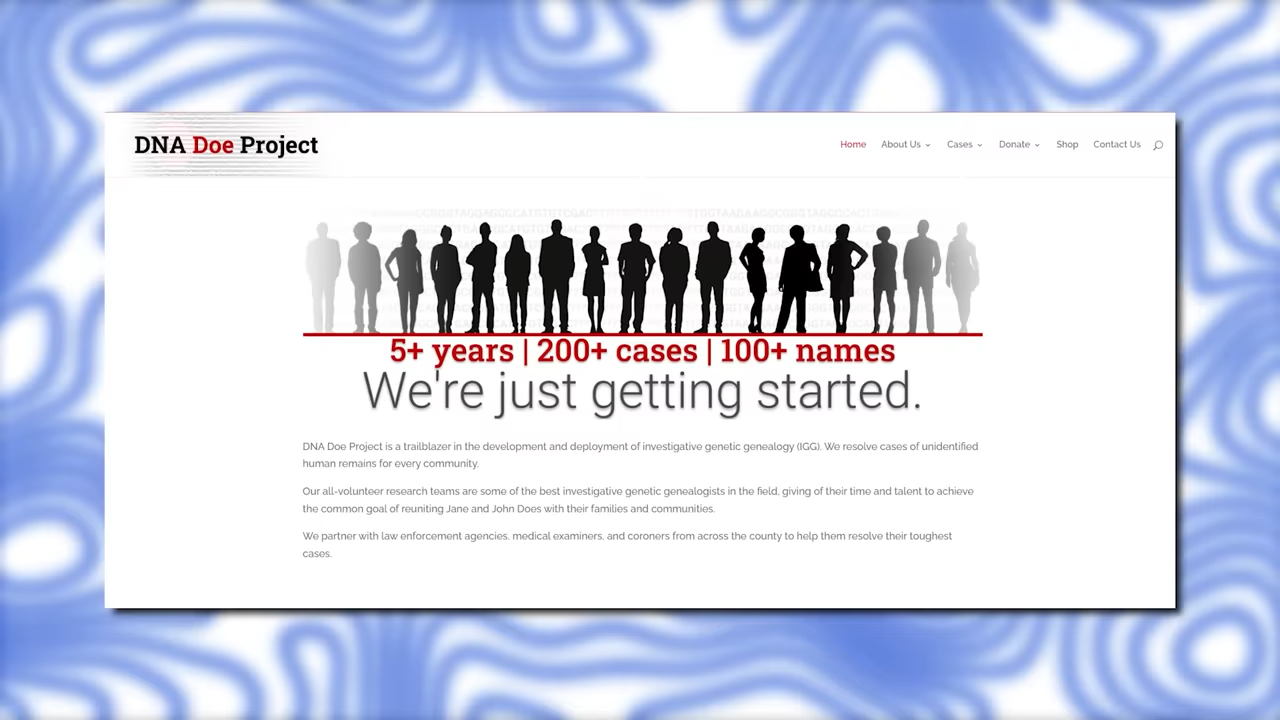 DNA Doe Project
Home About Us Cases Donate Shop Contact Us
5+ years | 200+ cases | 100+ names
We're just getting started.
DNA Doe Project is a trailblazer in the development and deployment of investigative genetic genealogy (IGG). We resolve cases of unidentified
human remains for every community.
Our all-volunteer research teams are some of the best investigative genetic genealogists in the field, giving of their time and talent to achieve
the common goal of reuniting Jane and John Does with their families and communities.
We partner with law enforcement agencies, medical examiners, and coroners from across the county to help them resolve their toughest
cases.